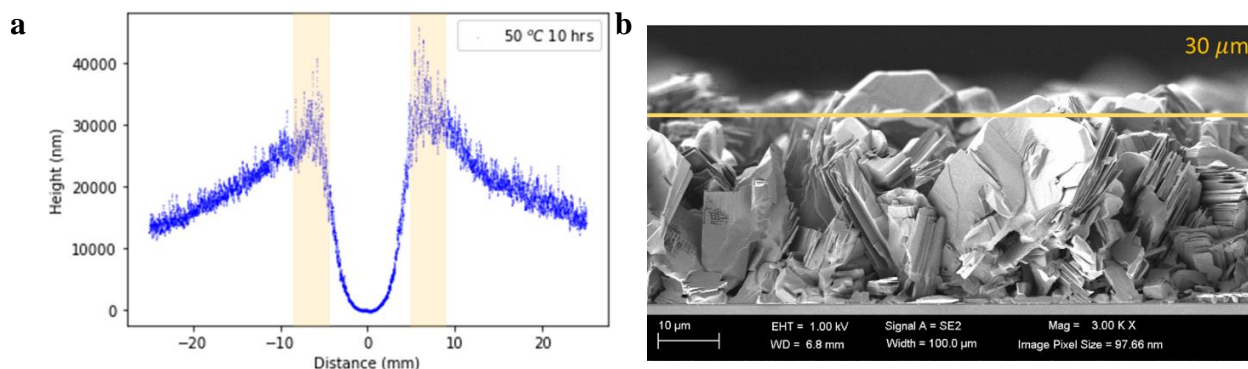 a
50 °C 10 hrs
Height (nm)
40000
30000
20000
10000
0
−20
−10
0
10
20
Distance (mm)
b
30 μm
10 μm
EHT = 1.00 kV
Signal A = SE2
Mag = 3.00 K X
WD = 6.8 mm
Width = 100.0 μm
Image Pixel Size = 97.66 nm